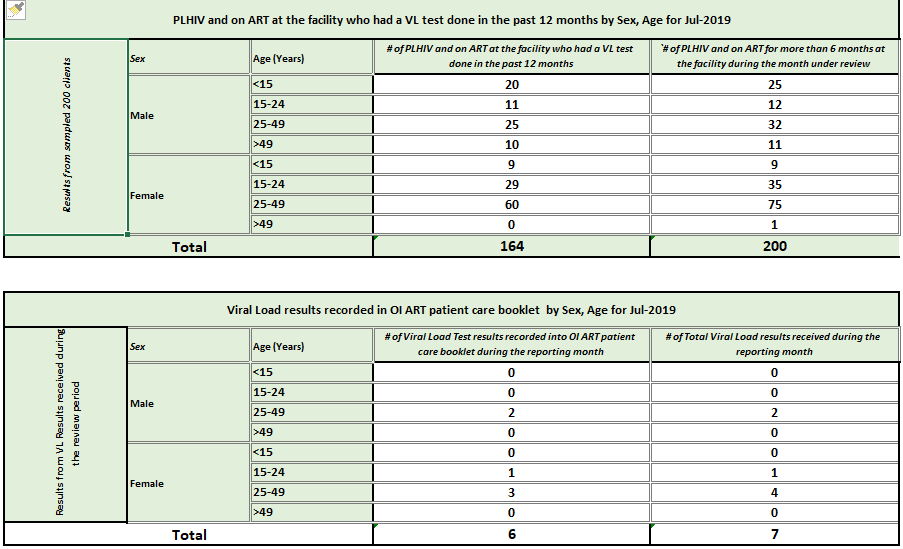 PLHIV and on ART at the facility who had a VL test done in the past 12 months by Sex, Age for Jul-2019
Results from sampled 200 clients
Sex
Age (Years)
# of PLHIV and on ART at the facility who had a VL test
done in the past 12 months
'# of PLHIV and on ART for more than 6 months at
the facility during the month under review
Male
<15 20 25
15-24 11 12
25-49 25 32
>49 10 11
Female
<15 9 9
15-24 29 35
25-49 60 75
>49 0 1
Total 164 200
Viral Load results recorded in OI ART patient care booklet by Sex, Age for Jul-2019
Results from VL Results received during
the review period
Sex
Age (Years)
# of Viral Load Test results recorded into OI ART patient
care booklet during the reporting month
# of Total Viral Load results received during the
reporting month
Male
<15 0 0
15-24 0 0
25-49 2 2
>49 0 0
Female
<15 0 0
15-24 1 1
25-49 3 4
>49 0 0
Total 6 7